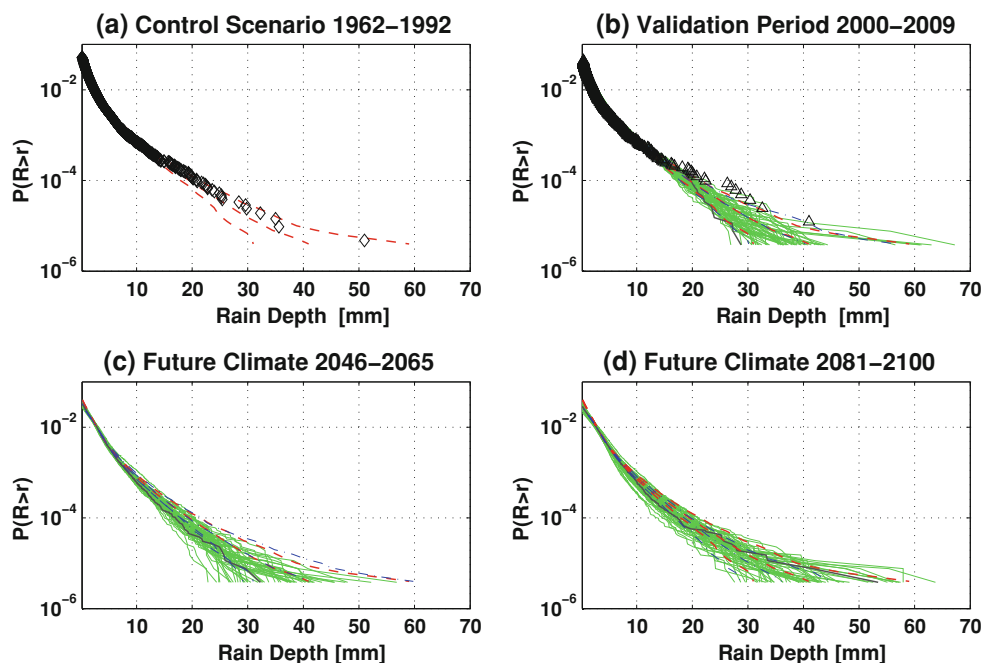 (a) Control Scenario 1962−1992
P(R>r)
10−2
10−4
10−6
0 10 20 30 40 50 60 70
Rain Depth [mm]
(b) Validation Period 2000−2009
P(R>r)
10−2
10−4
10−6
0 10 20 30 40 50 60 70
Rain Depth [mm]
(c) Future Climate 2046−2065
P(R>r)
10−2
10−4
10−6
0 10 20 30 40 50 60 70
Rain Depth [mm]
(d) Future Climate 2081−2100
P(R>r)
10−2
10−4
10−6
0 10 20 30 40 50 60 70
Rain Depth [mm]